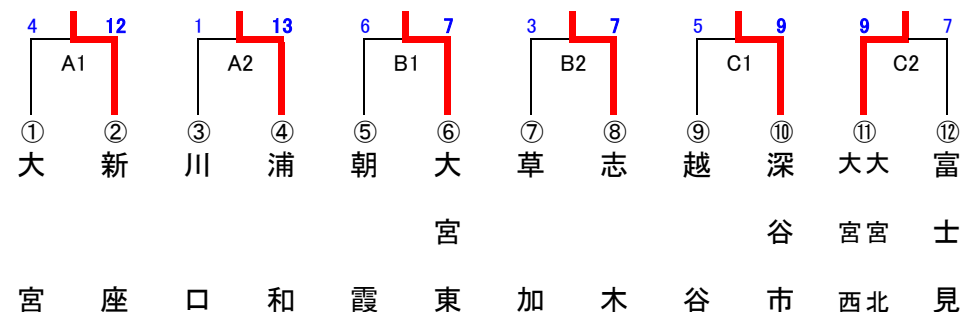 4 12 1 13 6 7 3 7 5 9 9 7
A1 A2 B1 B2 C1 C2
① ② ③ ④ ⑤ ⑥ ⑦ ⑧ ⑨ ⑩ ⑪ ⑫
大宮
新座
川口
浦和
朝霞
大宮東
草加
志木
越谷
深谷市
大宮西
大宮北
富士見